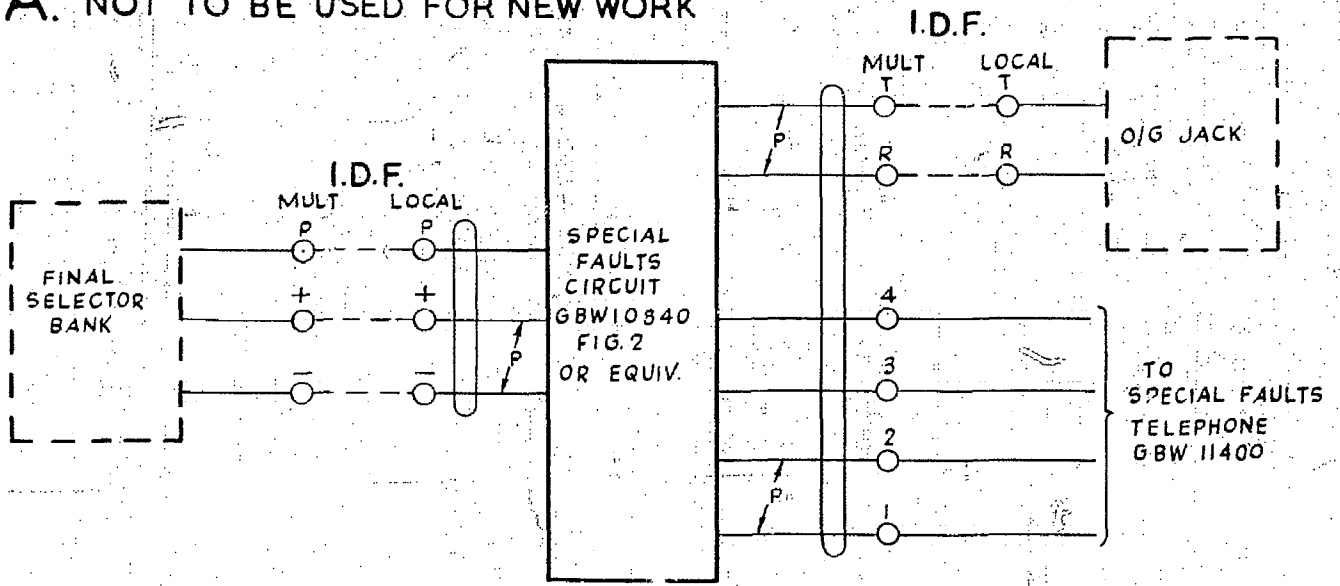 A. NOT TO BE USED FOR NEW WORK
I.D.F.
MULT LOCAL
T T
R R
P
O/G JACK
I.D.F.
MULT LOCAL
P P
+ +
− −
P
FINAL
SELECTOR
BANK
SPECIAL
FAULTS
CIRCUIT
GBW10840
FIG. 2
OR EQUIV.
4
3
2
1
P
TO
SPECIAL FAULTS
TELEPHONE
GBW 11400